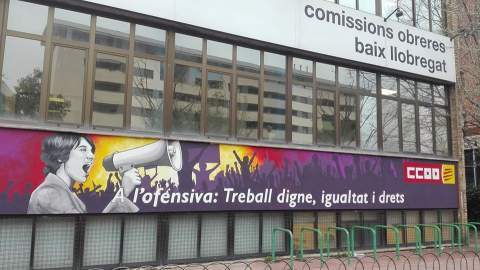 comissions obreres
baix llobregat
A l'ofensiva: Treball digne, igualtat i drets
CCOO